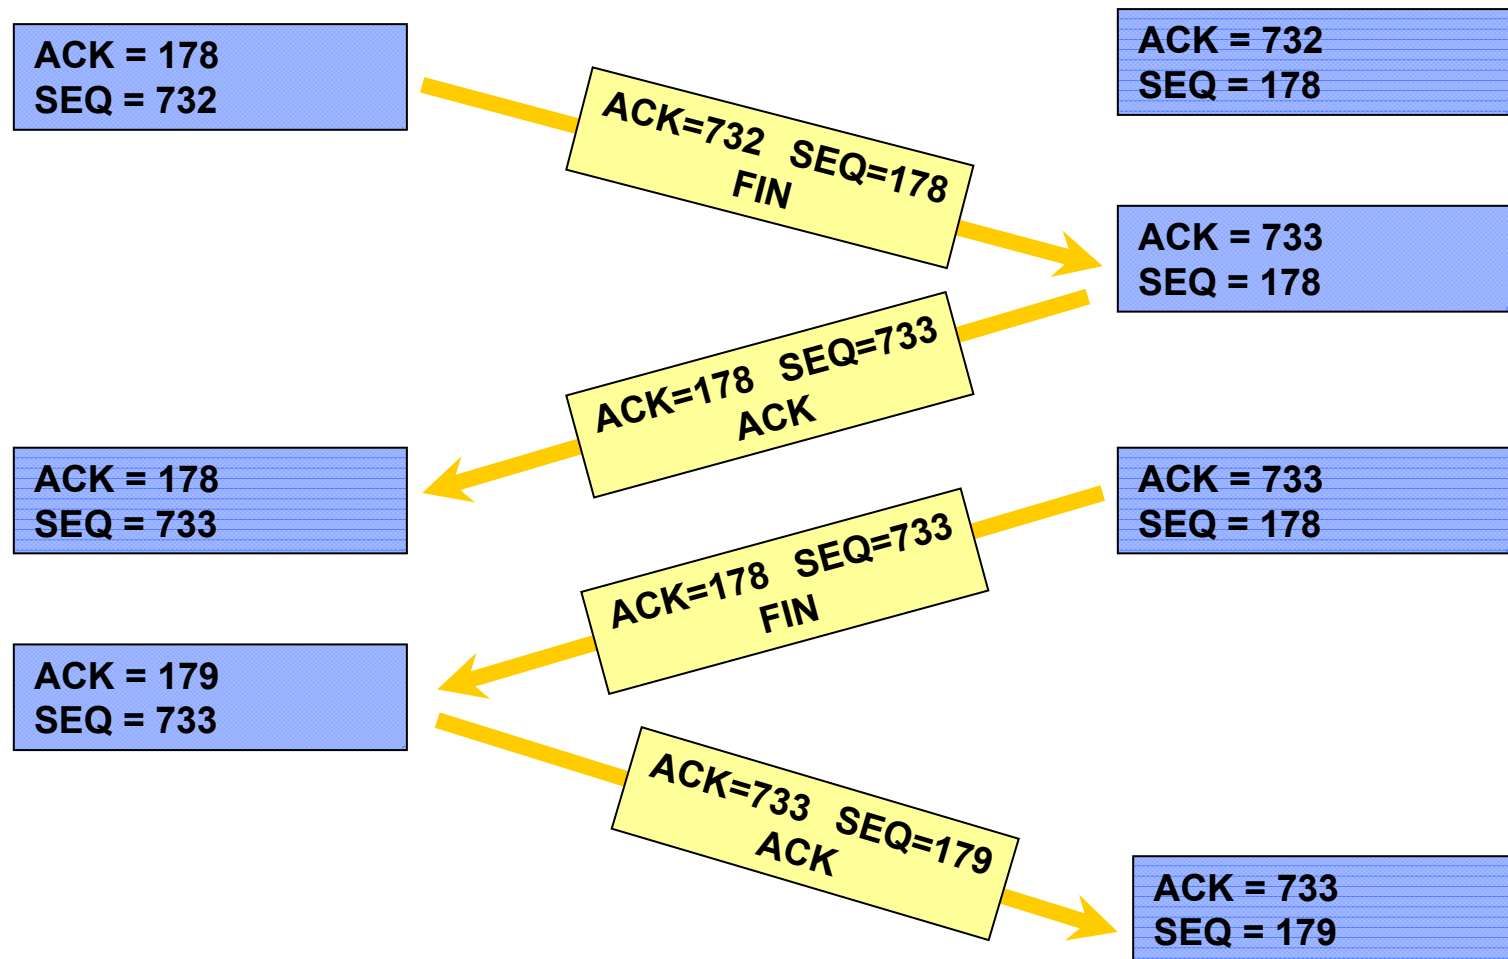 ACK = 178
SEQ = 732
ACK = 732
SEQ = 178
ACK=732 SEQ=178
FIN
ACK = 733
SEQ = 178
ACK=178 SEQ=733
ACK
ACK = 178
SEQ = 733
ACK = 733
SEQ = 178
ACK=178 SEQ=733
FIN
ACK = 179
SEQ = 733
ACK=733 SEQ=179
ACK
ACK = 733
SEQ = 179